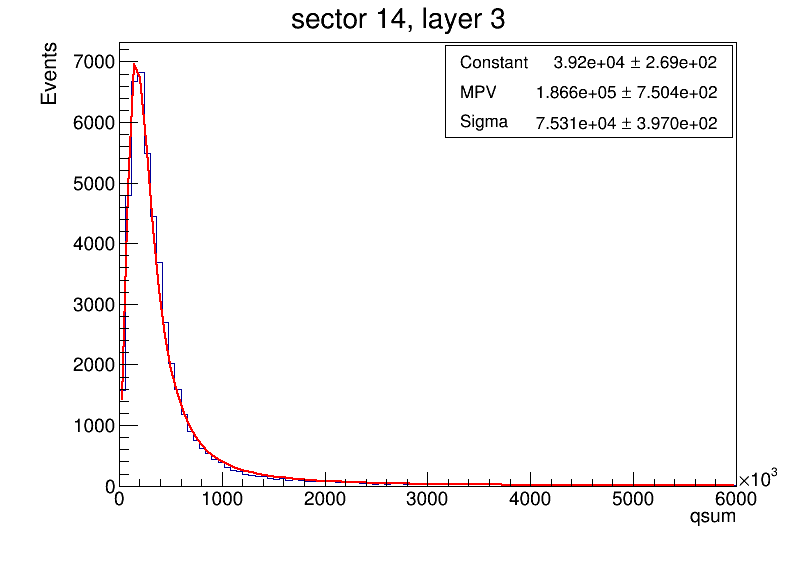 sector 14, layer 3
Events
Constant 3.92e+04 ± 2.69e+02
MPV 1.866e+05 ± 7.504e+02
Sigma 7.531e+04 ± 3.970e+02
7000
6000
5000
4000
3000
2000
1000
0
0 1000 2000 3000 4000 5000 6000
×10³
qsum